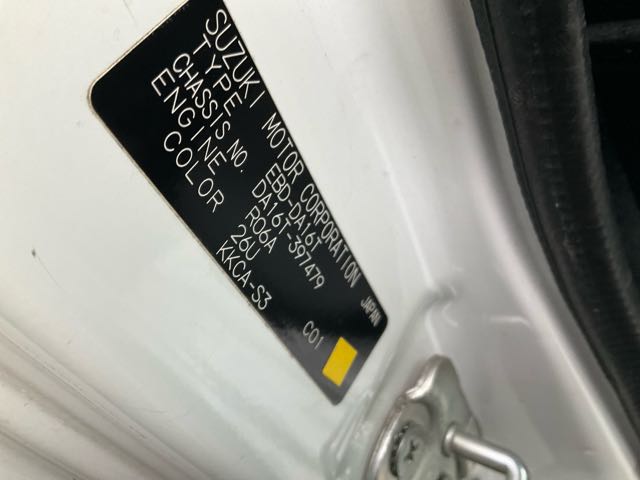 SUZUKI MOTOR CORPORATION JAPAN
TYPE EBD-DA16T
CHASSIS NO. DA16T-397479
ENGINE R06A
COLOR 26U
KKCA-S3 C01